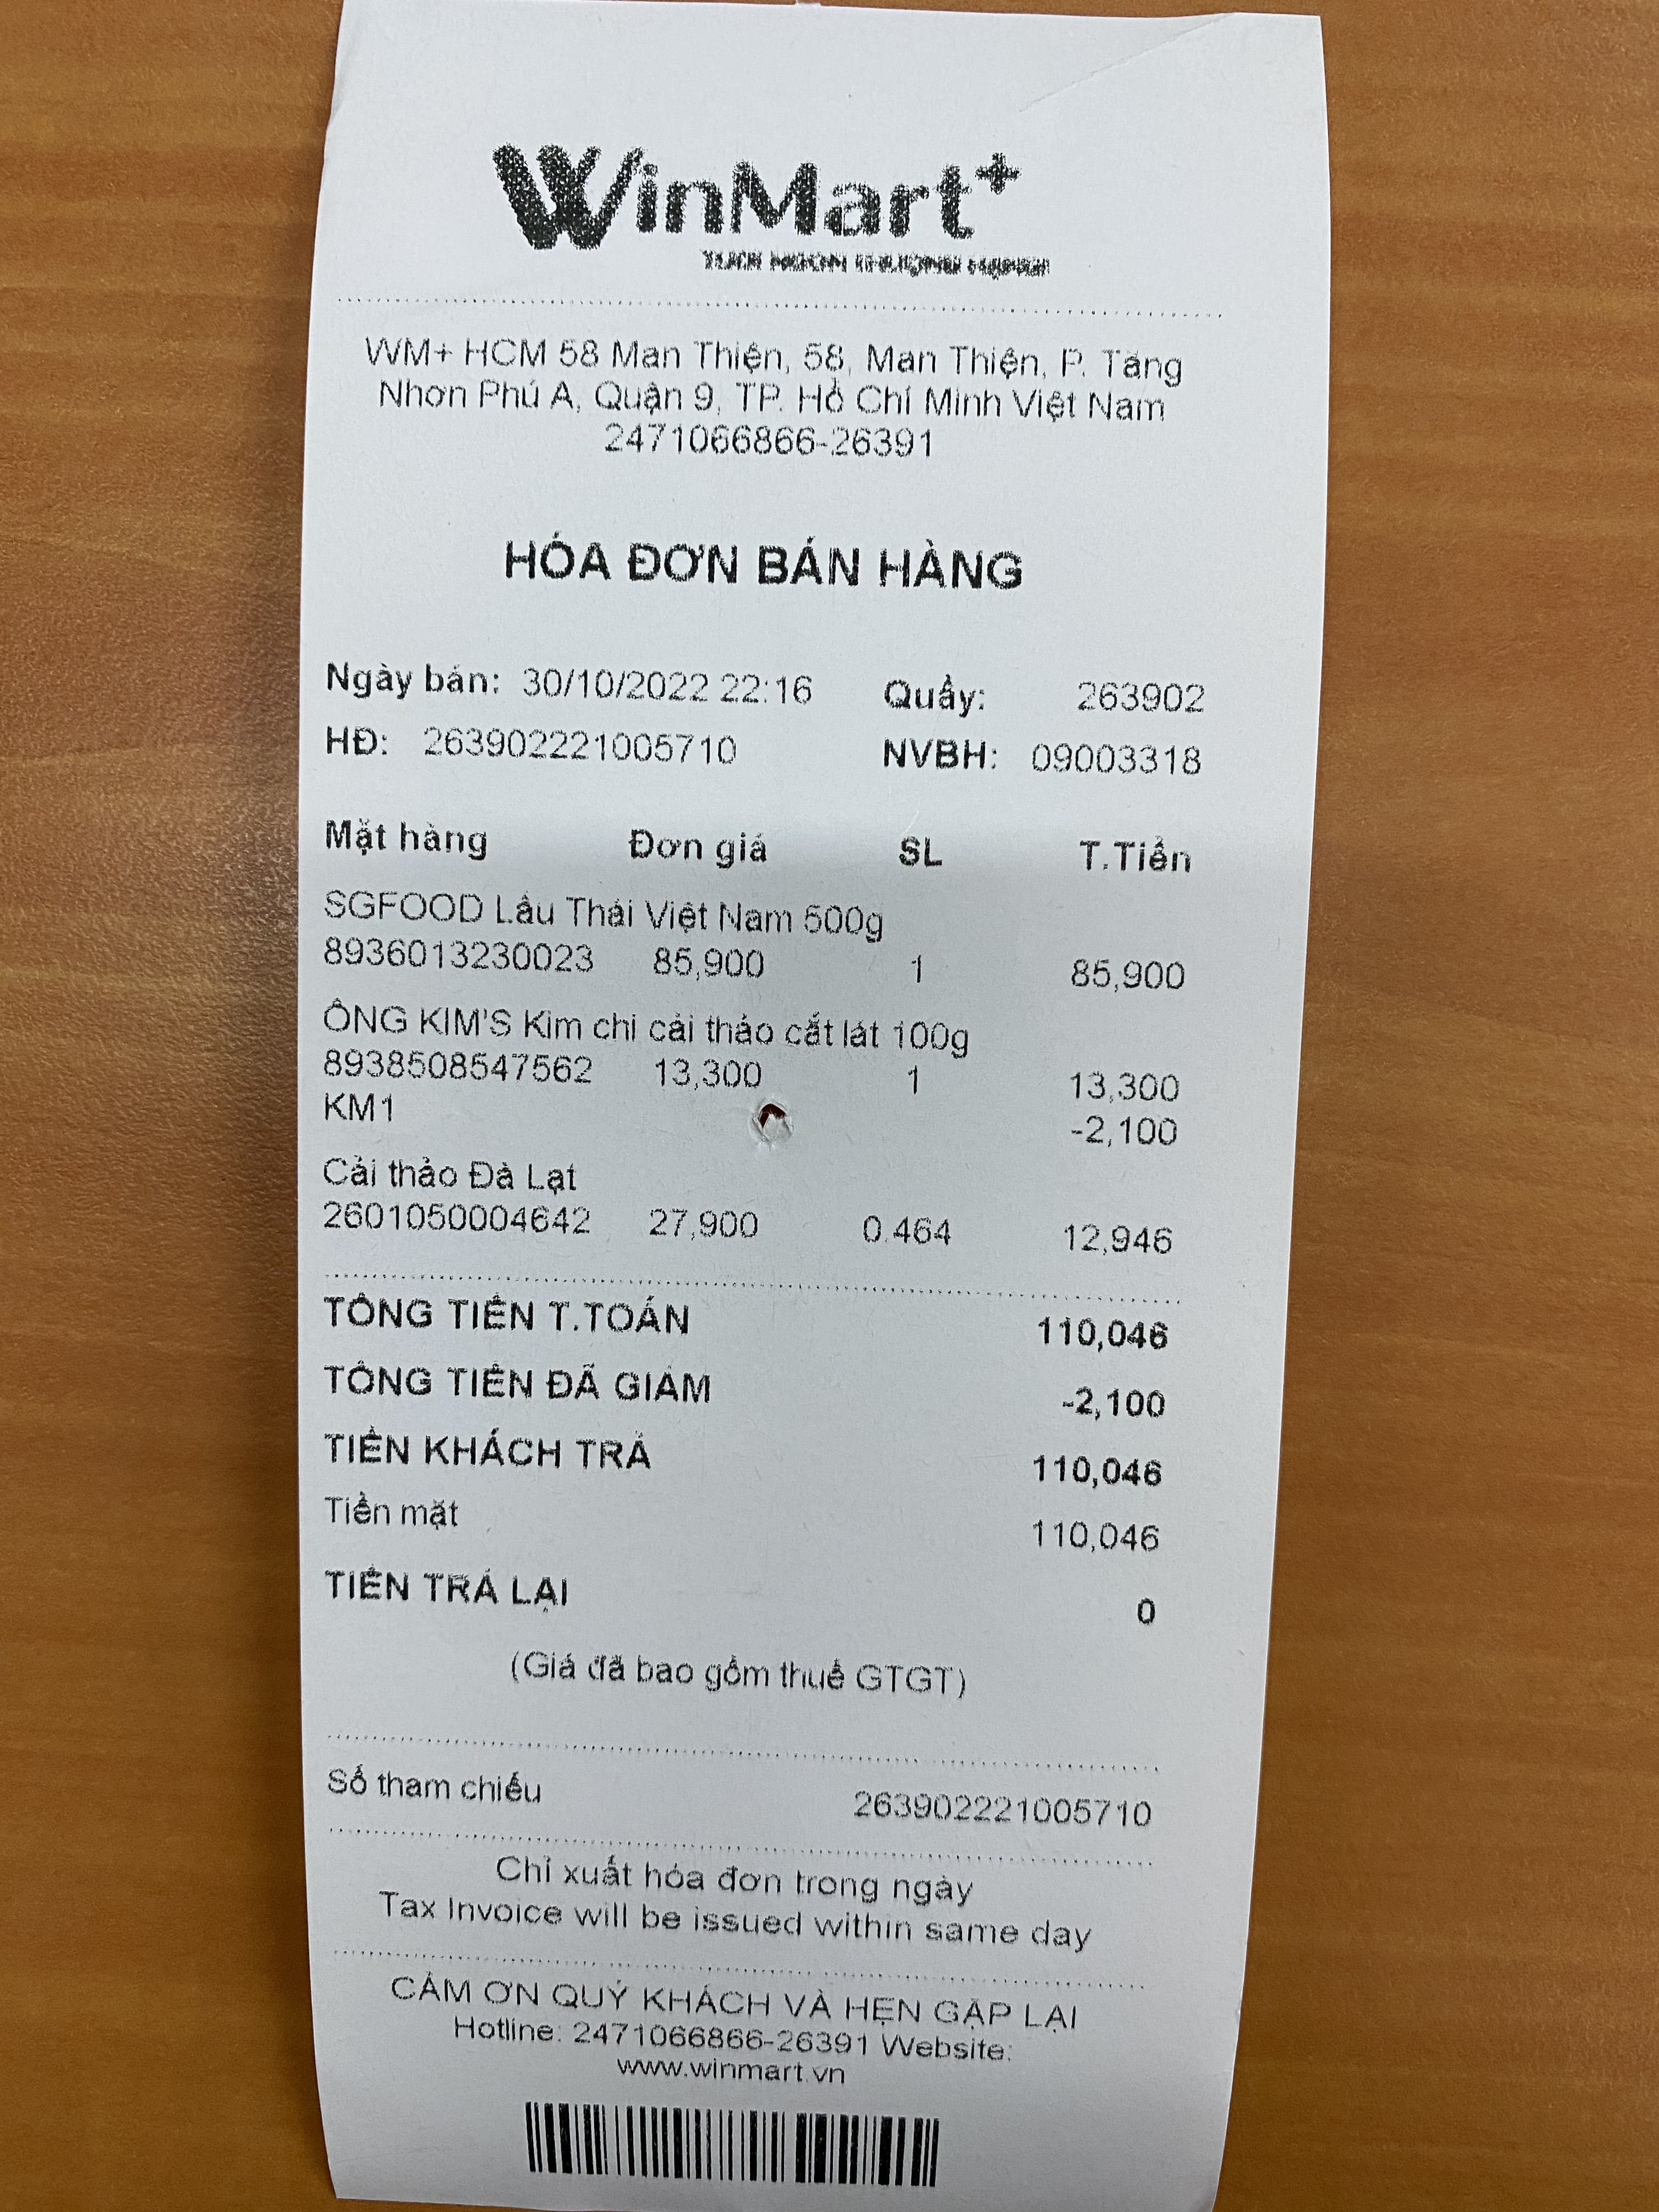 WinMart+
WM+ HCM 58 Man Thiện, 58, Man Thiện, P. Tăng
Nhơn Phú A, Quận 9, TP. Hồ Chí Minh Việt Nam
2471066866-26391
HÓA ĐƠN BÁN HÀNG
Ngày bán: 30/10/2022 22:16 Quầy: 263902
HĐ: 263902221005710 NVBH: 09003318
Mặt hàng Đơn giá SL T.Tiền
SGFOOD Lẩu Thái Việt Nam 500g
8936013230023 85,900 1 85,900
ÔNG KIM'S Kim chi cải thảo cắt lát 100g
8938508547562 13,300 1 13,300
KM1 -2,100
Cải thảo Đà Lạt
2601050004642 27,900 0.464 12,946
TỔNG TIỀN T.TOÁN 110,046
TỔNG TIỀN ĐÃ GIẢM -2,100
TIỀN KHÁCH TRẢ 110,046
Tiền mặt 110,046
TIỀN TRẢ LẠI 0
(Giá đã bao gồm thuế GTGT)
Số tham chiếu 263902221005710
Chỉ xuất hóa đơn trong ngày
Tax Invoice will be issued within same day
CẢM ƠN QUÝ KHÁCH VÀ HẸN GẶP LẠI
Hotline: 2471066866-26391 Website:
www.winmart.vn